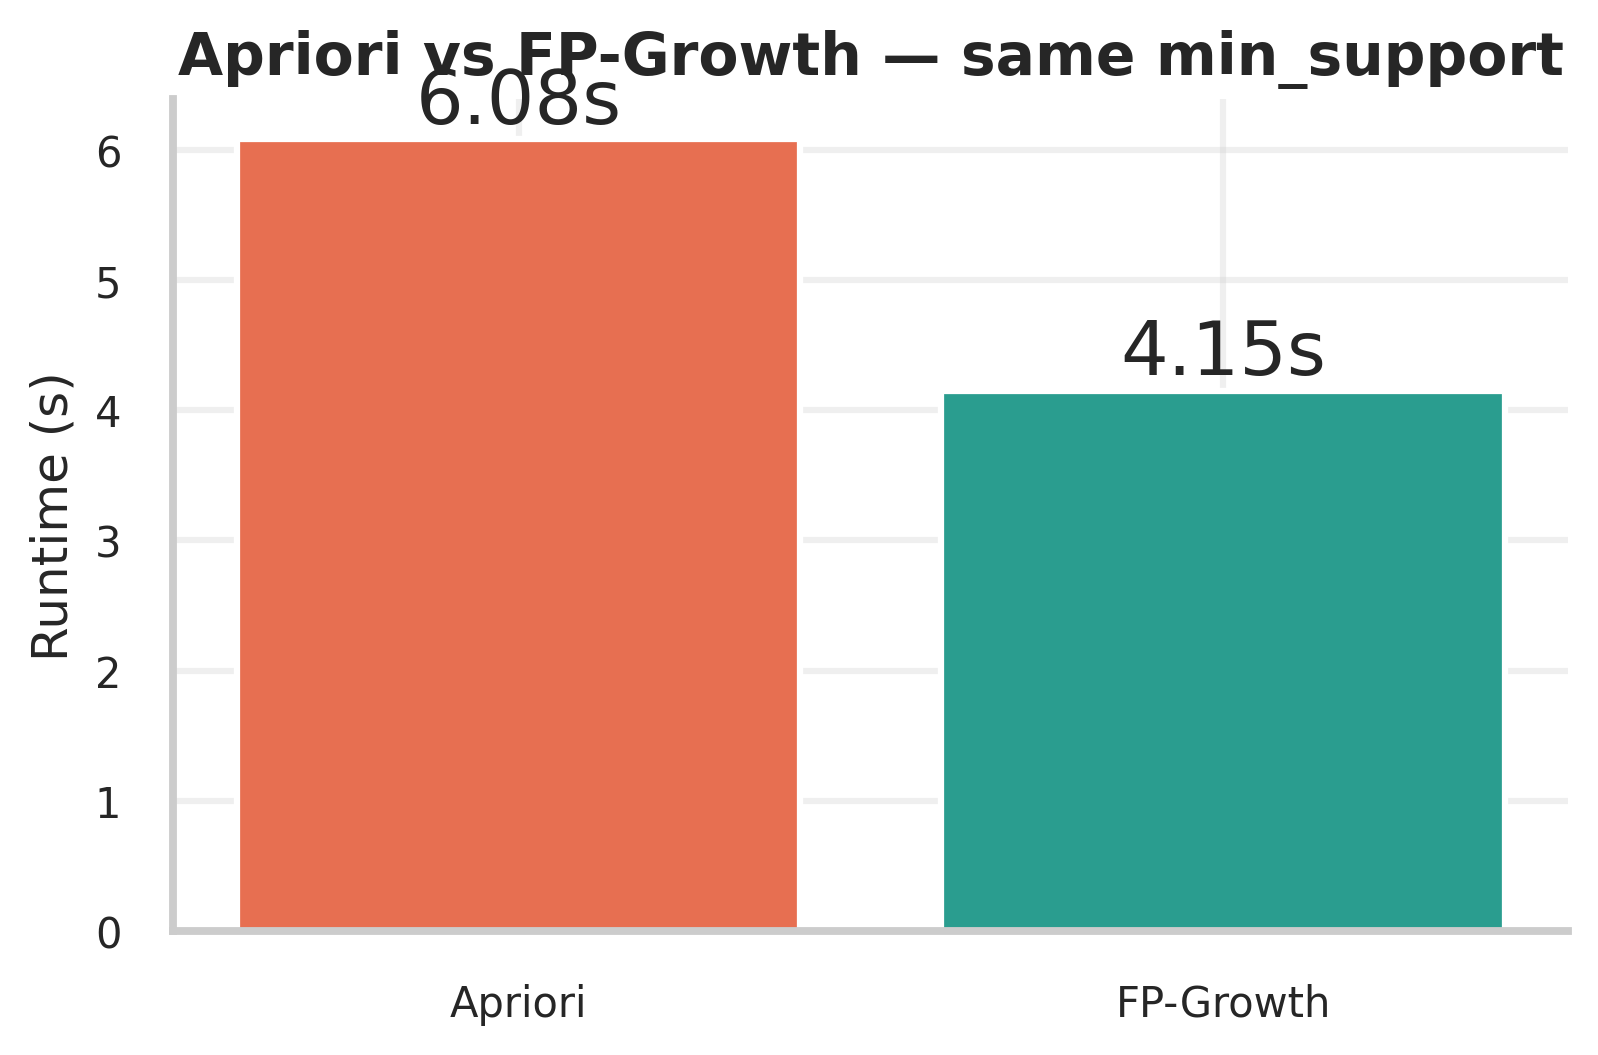 Apriori vs FP-Growth — same min_support
6.08s
4.15s
Runtime (s)
6
5
4
3
2
1
0
Apriori
FP-Growth